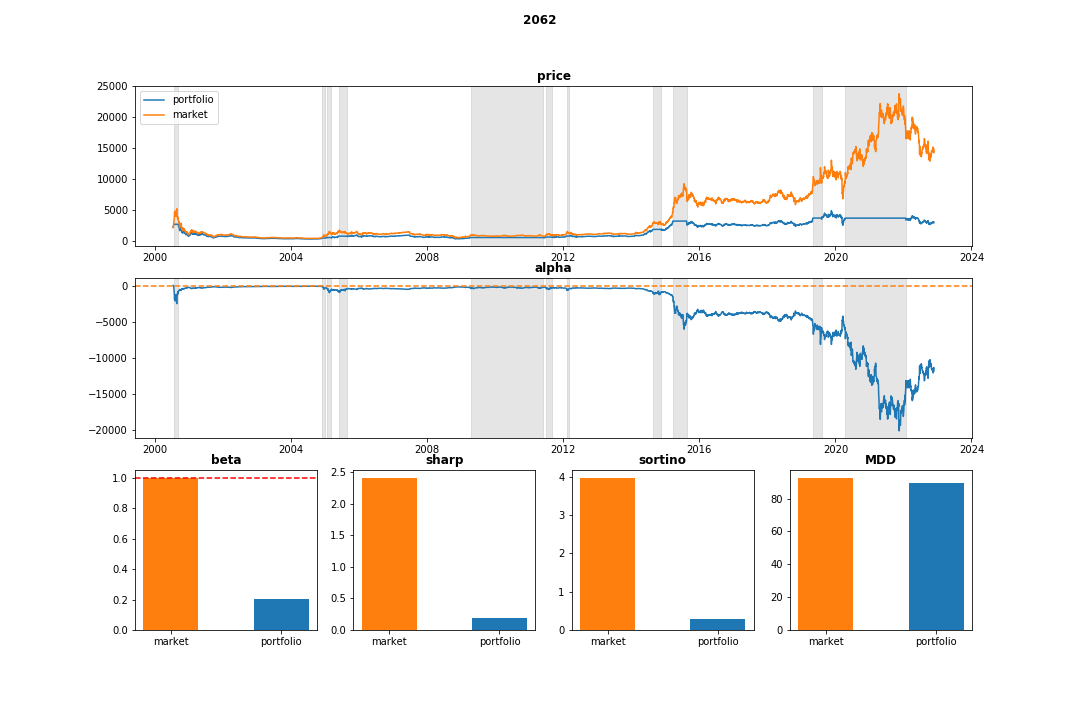 2062
price
portfolio
market
25000
20000
15000
10000
5000
0
2000 2004 2008 2012 2016 2020 2024
alpha
0
−5000
−10000
−15000
−20000
2000 2004 2008 2012 2016 2020 2024
beta
1.0
0.8
0.6
0.4
0.2
0.0
market portfolio
sharp
2.5
2.0
1.5
1.0
0.5
0.0
market portfolio
sortino
4
3
2
1
0
market portfolio
MDD
80
60
40
20
0
market portfolio